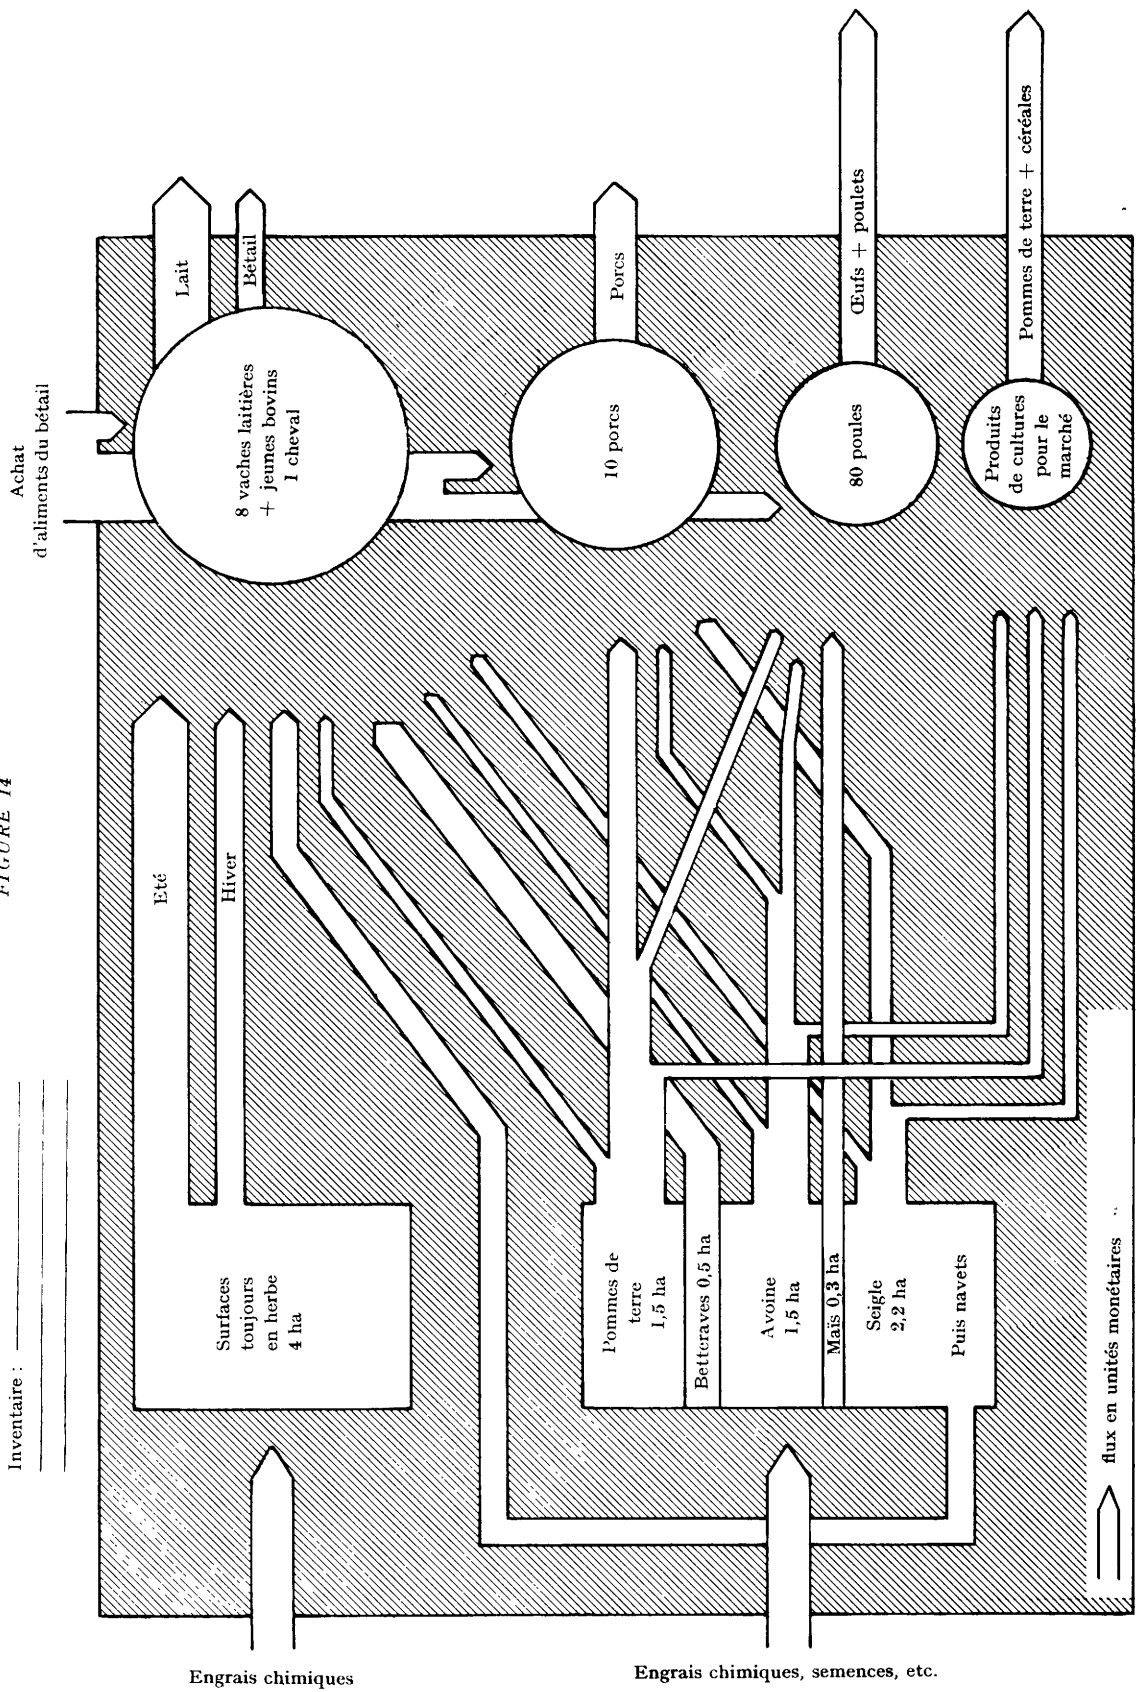 FIGURE 14
Inventaire :
Achat
d'aliments du bétail
Lait
Bétail
8 vaches laitières
+ jeunes bovins
1 cheval
Porcs
10 porcs
Œufs + poulets
80 poules
Pommes de terre + céréales
Produits
de cultures
pour le
marché
Eté
Hiver
Surfaces
toujours
en herbe
4 ha
Pommes de
terre
1,5 ha
Betteraves 0,5 ha
Avoine
1,5 ha
Maïs 0,3 ha
Seigle
2,2 ha
Puis navets
flux en unités monétaires
Engrais chimiques
Engrais chimiques, semences, etc.